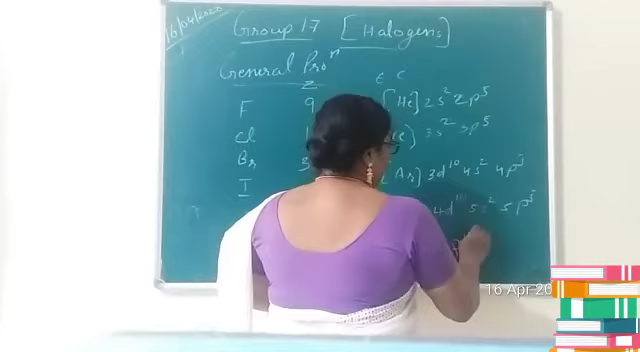 16/04/2020
Group 17 [Halogens]
General Proⁿ
Z E C
F 9 [He] 2s² 2p⁵
Cl 3s² 3p⁵
Br 3 [Ar] 3d¹⁰ 4s² 4p⁵
I 4d¹⁰ 5s² 5p⁵
16 Apr 20